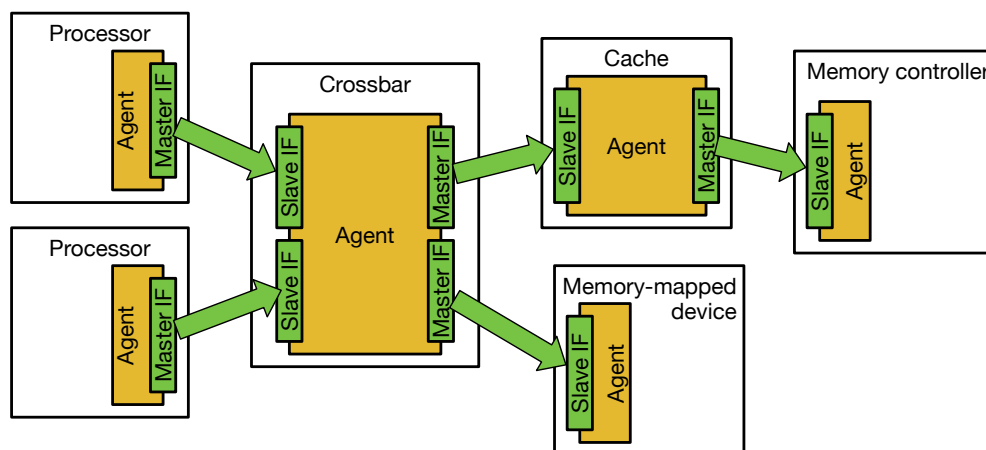 Processor
Agent
Master IF
Processor
Agent
Master IF
Crossbar
Slave IF
Slave IF
Agent
Master IF
Master IF
Cache
Slave IF
Agent
Master IF
Memory controller
Slave IF
Agent
Memory-mapped
device
Slave IF
Agent